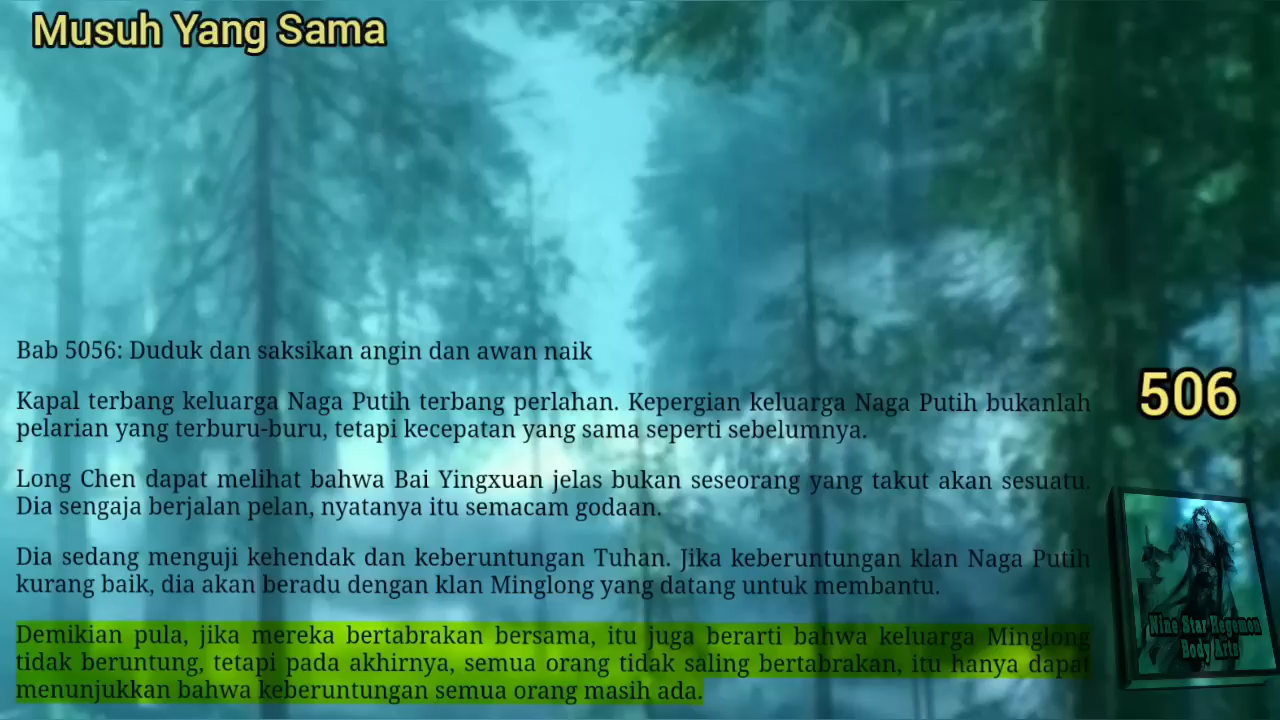 Musuh Yang Sama
Bab 5056: Duduk dan saksikan angin dan awan naik
Kapal terbang keluarga Naga Putih terbang perlahan. Kepergian keluarga Naga Putih bukanlah
pelarian yang terburu-buru, tetapi kecepatan yang sama seperti sebelumnya.
506
Long Chen dapat melihat bahwa Bai Yingxuan jelas bukan seseorang yang takut akan sesuatu.
Dia sengaja berjalan pelan, nyatanya itu semacam godaan.
Dia sedang menguji kehendak dan keberuntungan Tuhan. Jika keberuntungan klan Naga Putih
kurang baik, dia akan beradu dengan klan Minglong yang datang untuk membantu.
Demikian pula, jika mereka bertabrakan bersama, itu juga berarti bahwa keluarga Minglong
tidak beruntung, tetapi pada akhirnya, semua orang tidak saling bertabrakan, itu hanya dapat
menunjukkan bahwa keberuntungan semua orang masih ada.
Nine Star Hegemon
Body Arts